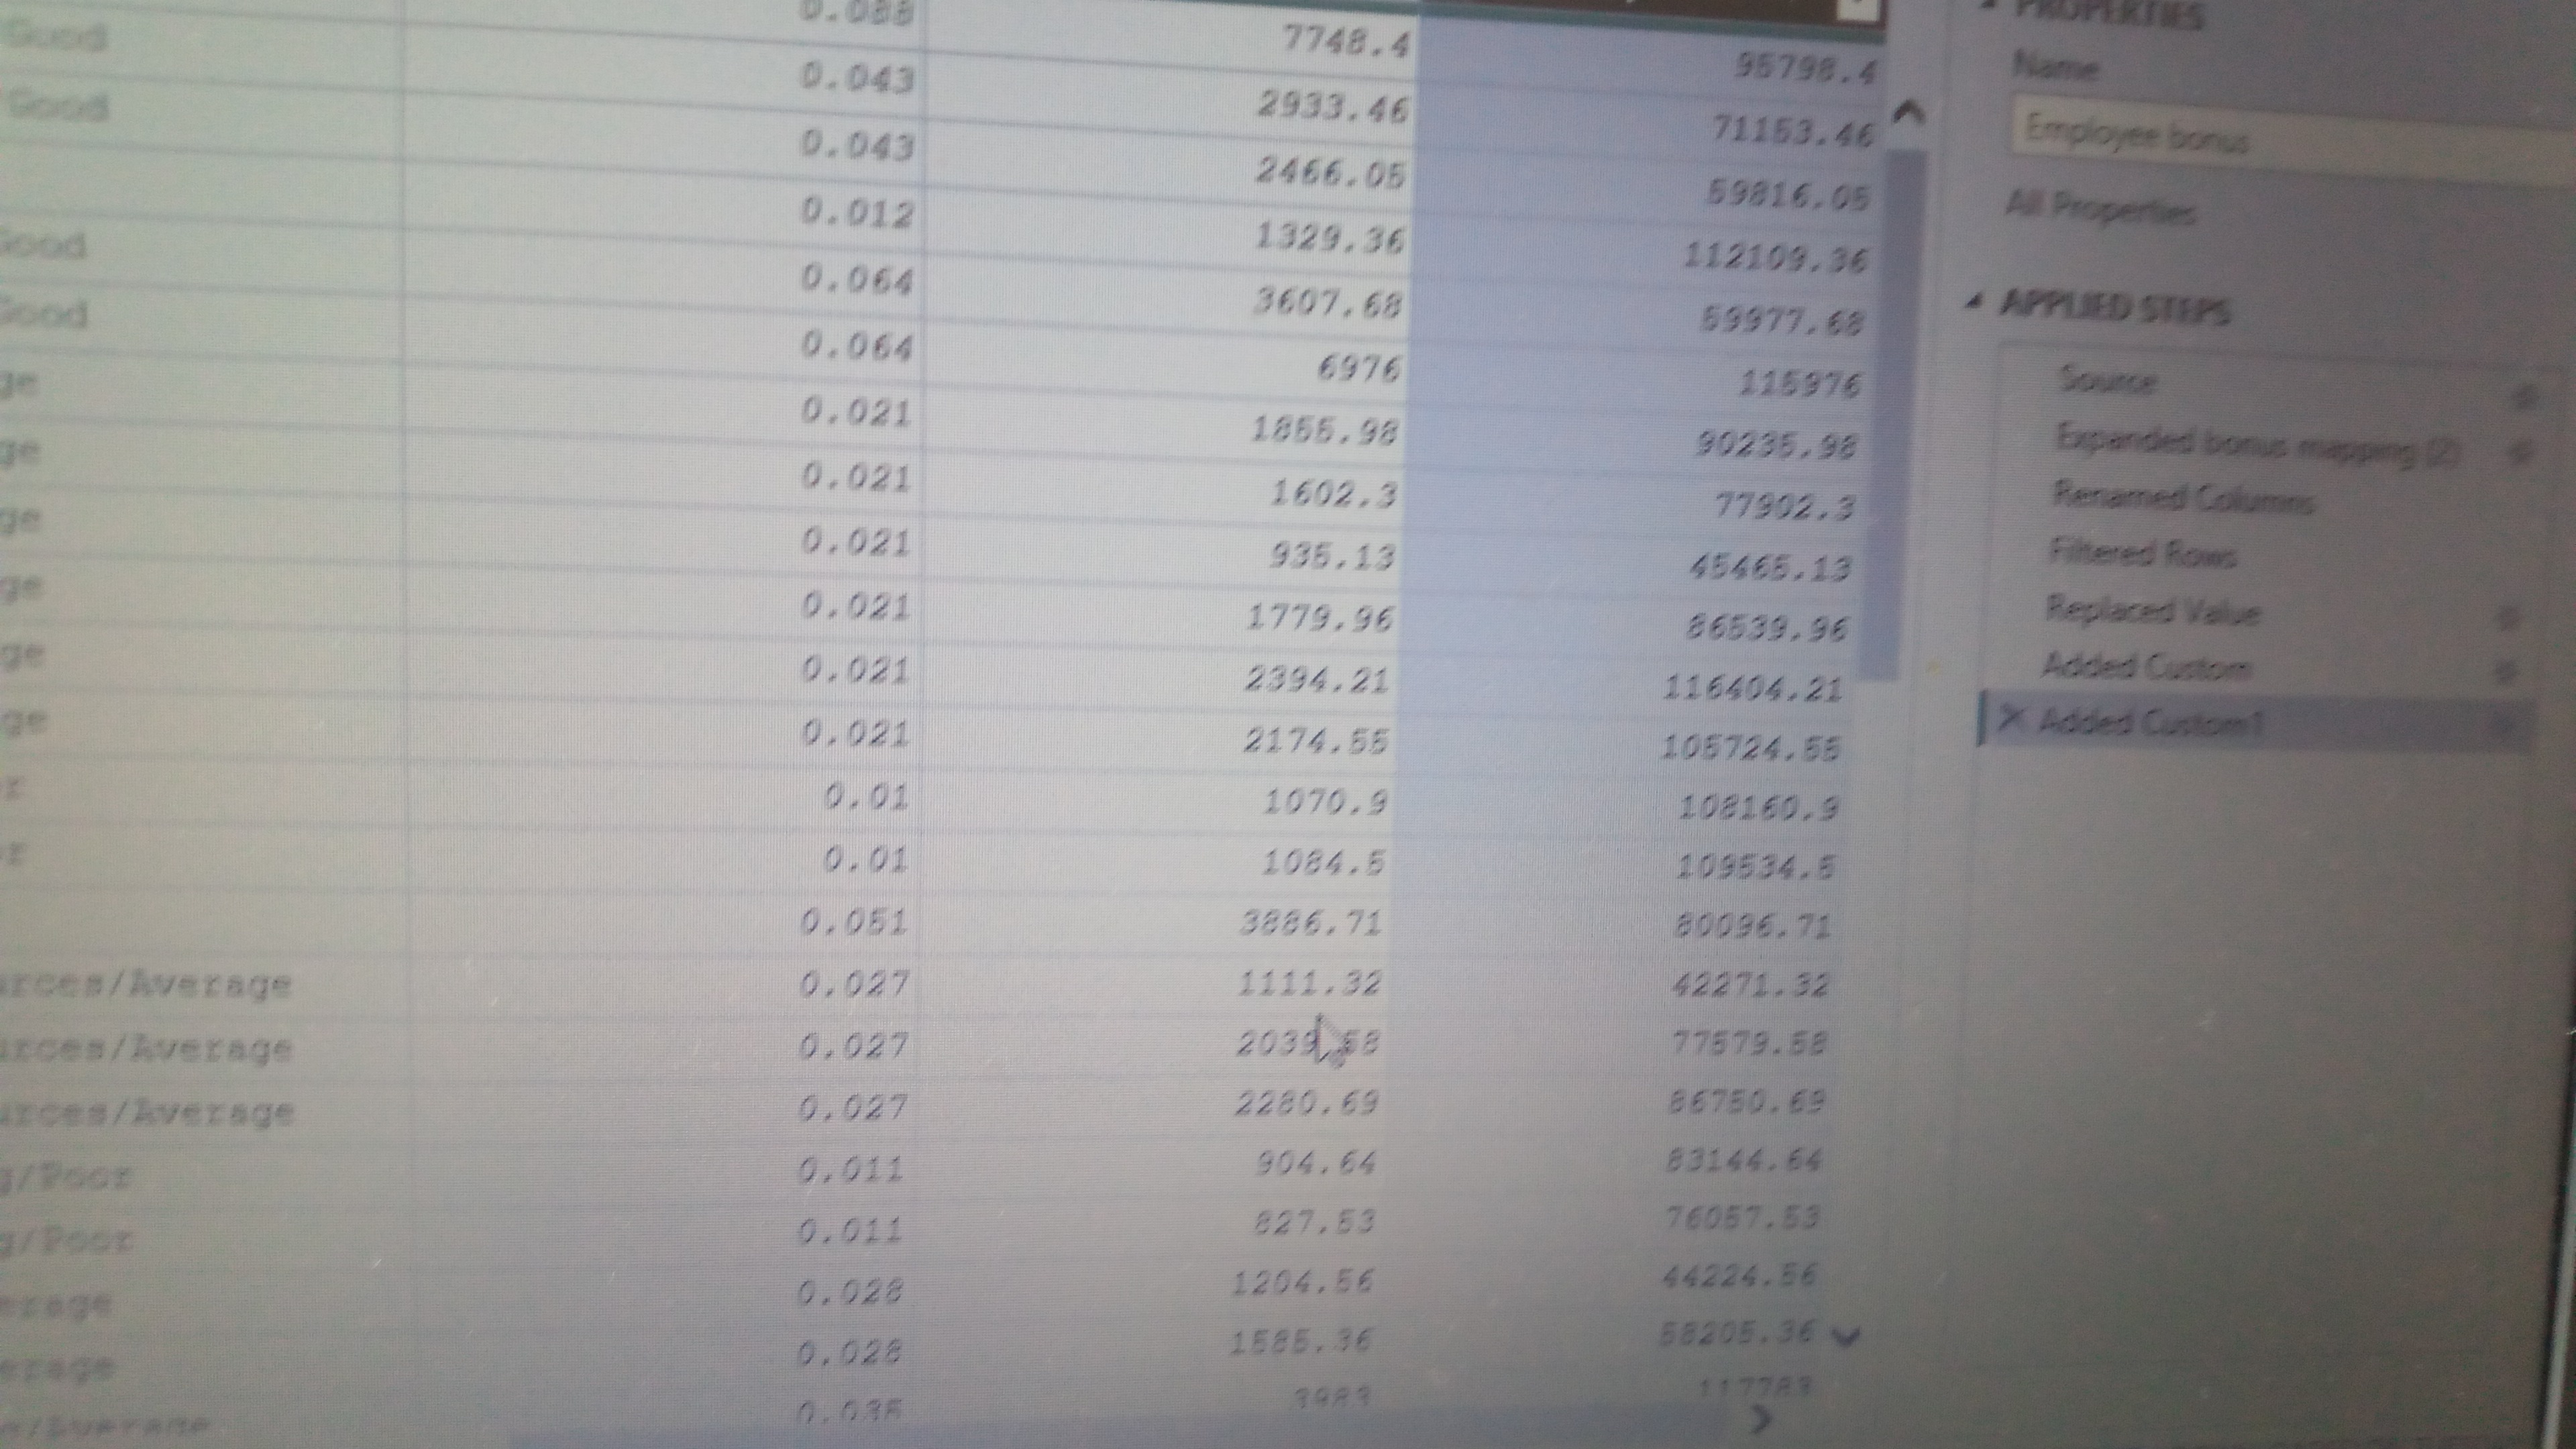 0.088 7748.4 95798.4
Good 0.043 2933.46 71153.46
Good 0.043 2466.05 59816.05
0.012 1329.36 112109.36
Good 0.064 3607.68 59977.68
Good 0.064 6976 115976
ge 0.021 1855.98 90235.98
ge 0.021 1602.3 77902.3
ge 0.021 935.13 45465.13
ge 0.021 1779.96 86539.96
ge 0.021 2394.21 116404.21
ge 0.021 2174.55 105724.55
r 0.01 1070.9 108160.9
r 0.01 1084.5 109534.5
0.051 3886.71 80096.71
urces/Average 0.027 1111.32 42271.32
urces/Average 0.027 2039.58 77579.58
urces/Average 0.027 2280.69 86750.69
g/Poor 0.011 904.64 83144.64
g/Poor 0.011 827.53 76057.53
erage 0.028 1204.56 44224.56
erage 0.028 1585.36 58205.36
/Average 0.035 3983 117783
PROPERTIES
Name
Employee bonus
All Properties
APPLIED STEPS
Source
Expanded bonus mapping (2)
Renamed Columns
Filtered Rows
Replaced Value
Added Custom
Added Custom1